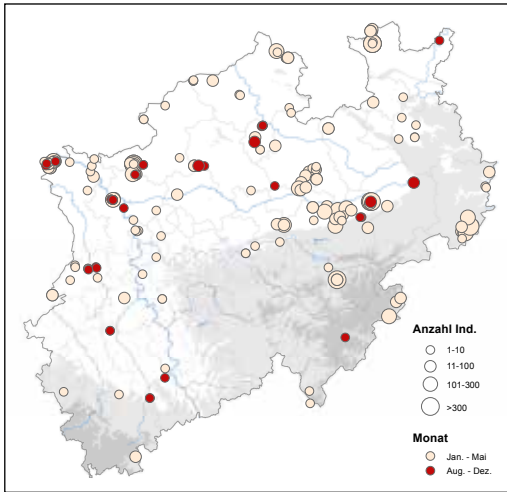 Anzahl Ind.
1-10
11-100
101-300
>300
Monat
Jan. - Mai
Aug. - Dez.